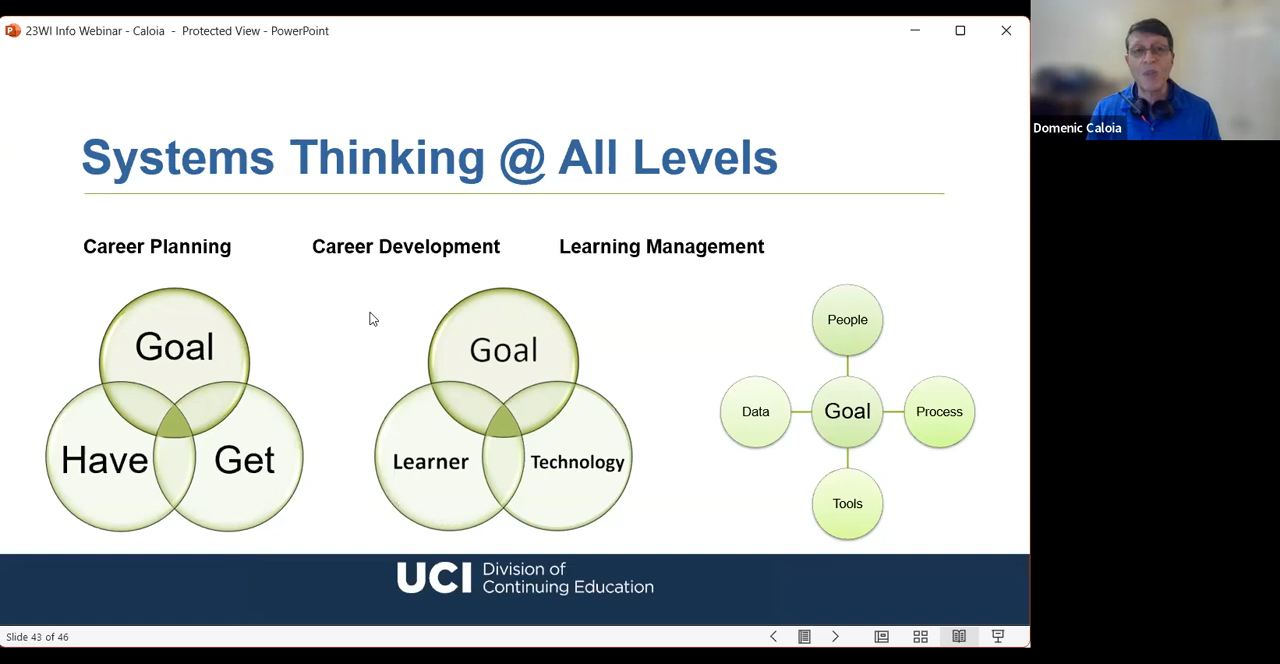 23WI Info Webinar - Caloia - Protected View - PowerPoint
Domenic Caloia
Systems Thinking @ All Levels
Career Planning
Career Development
Learning Management
Goal
Have
Get
Goal
Learner
Technology
People
Data
Goal
Process
Tools
UCI
Division of
Continuing Education
Slide 43 of 46